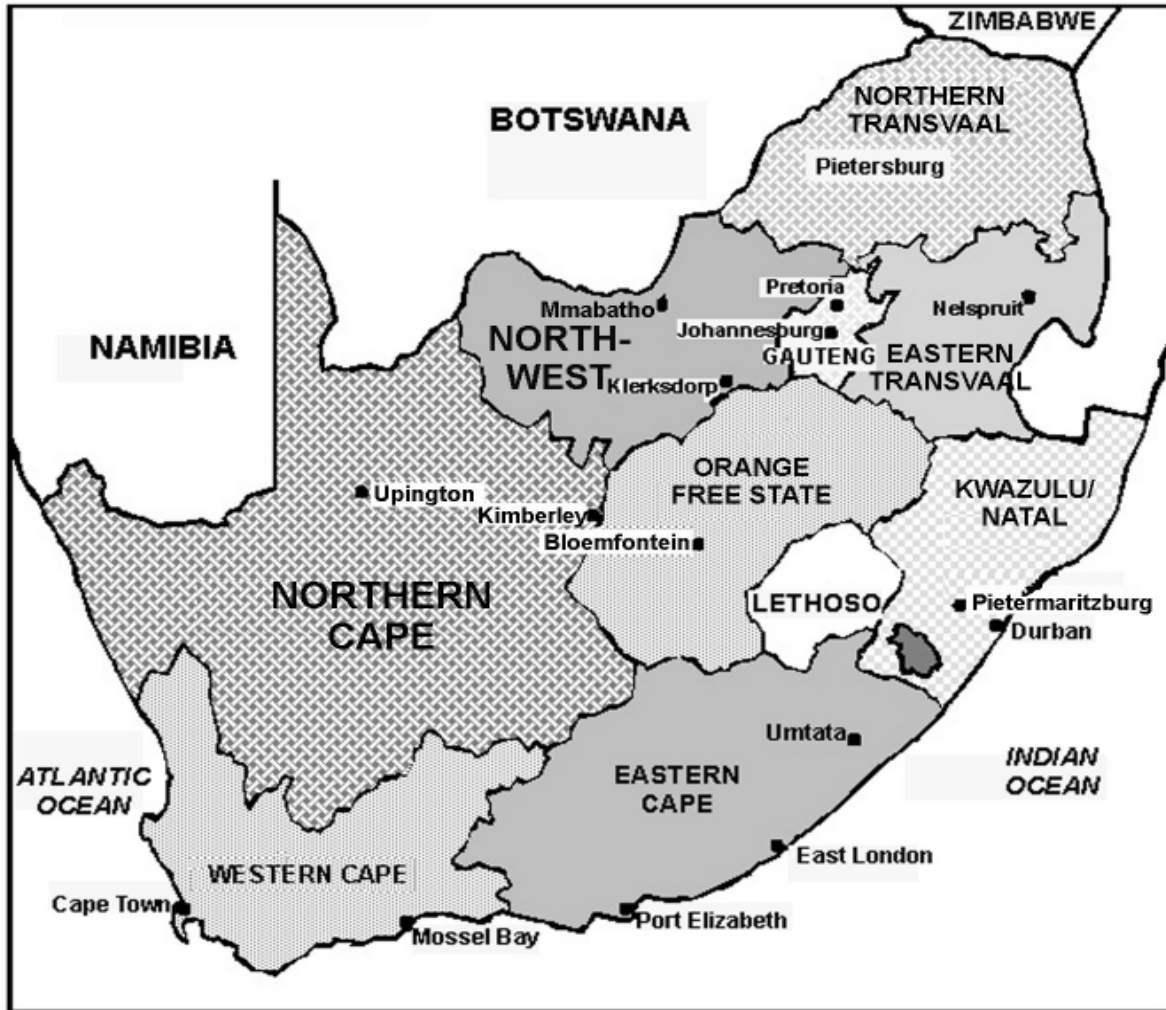 ZIMBABWE
NORTHERN
TRANSVAAL
Pietersburg
BOTSWANA
NAMIBIA
Mmabatho
Pretoria
Nelspruit
Johannesburg
GAUTENG
NORTH-
WEST
Klerksdorp
EASTERN
TRANSVAAL
ORANGE
FREE STATE
KWAZULU/
NATAL
Upington
Kimberley
Bloemfontein
NORTHERN
CAPE
LETHOSO
Pietermaritzburg
Durban
Umtata
ATLANTIC
OCEAN
EASTERN
CAPE
INDIAN
OCEAN
WESTERN CAPE
East London
Cape Town
Mossel Bay
Port Elizabeth